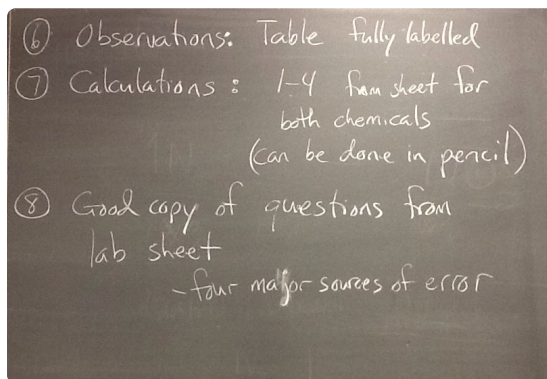 ⑥ Observations: Table fully labelled
⑦ Calculations: 1-4 from sheet for
both chemicals
(can be done in pencil)
⑧ Good copy of questions from
lab sheet
- four major sources of error